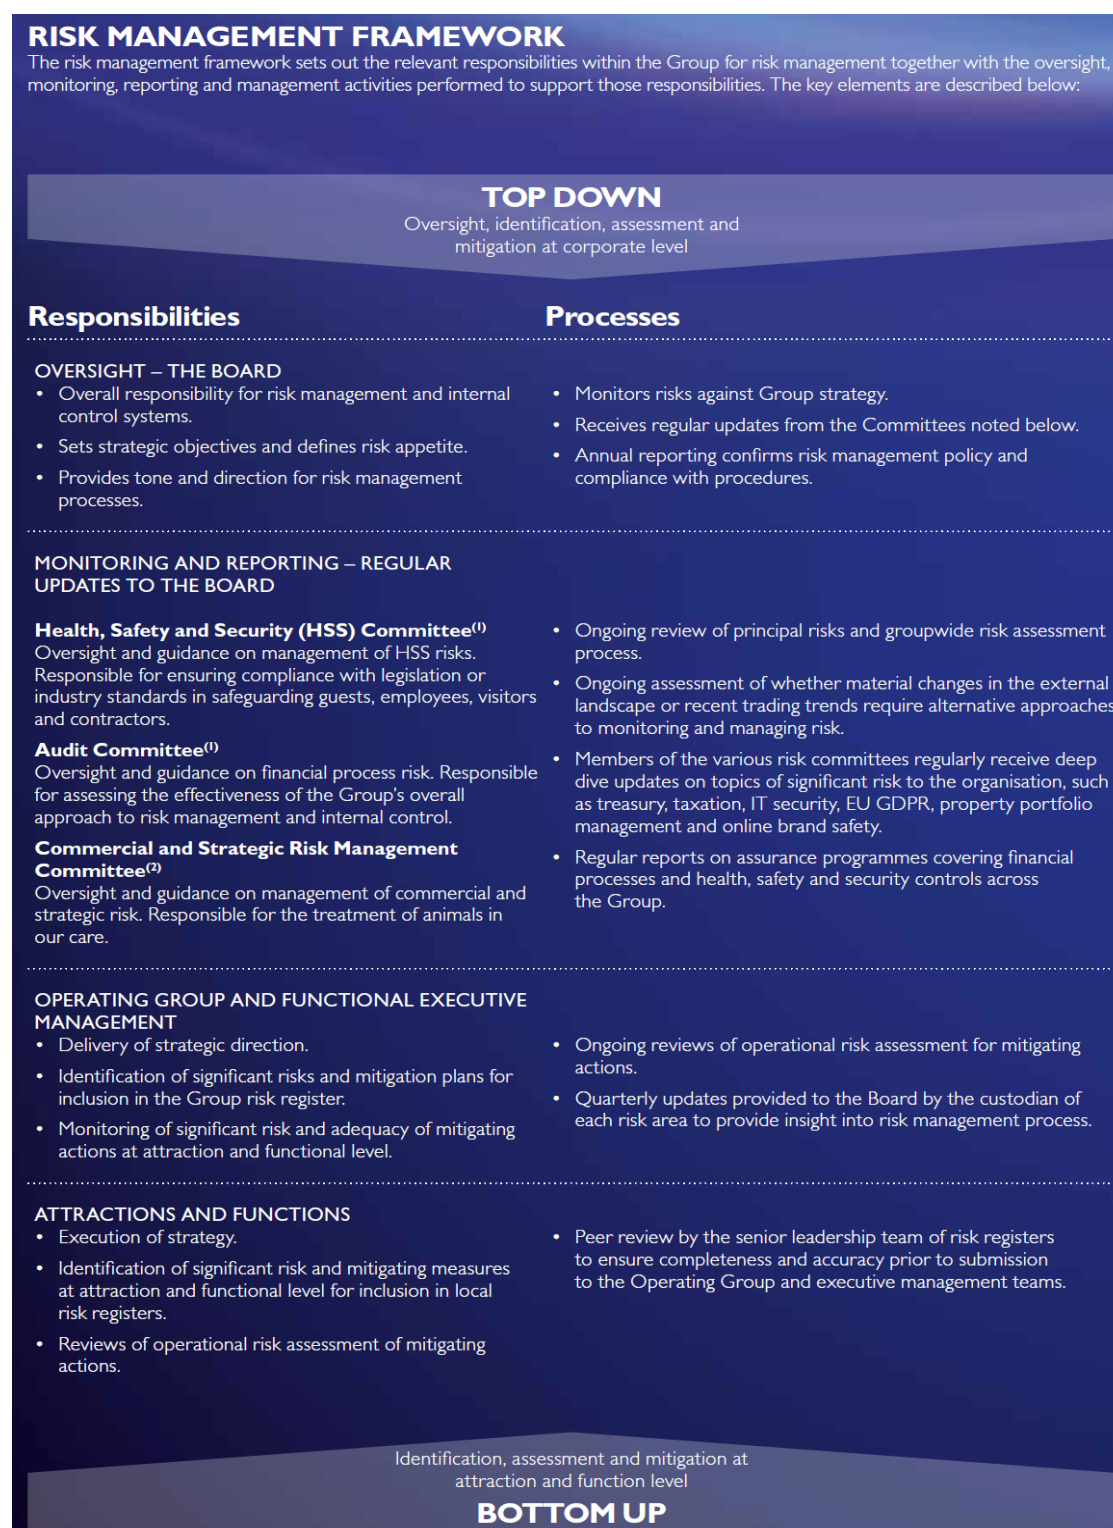 RISK MANAGEMENT FRAMEWORK
The risk management framework sets out the relevant responsibilities within the Group for risk management together with the oversight,
monitoring, reporting and management activities performed to support those responsibilities. The key elements are described below:
TOP DOWN
Oversight, identification, assessment and
mitigation at corporate level
Responsibilities
Processes
OVERSIGHT – THE BOARD
• Overall responsibility for risk management and internal
control systems.
• Sets strategic objectives and defines risk appetite.
• Provides tone and direction for risk management
processes.
• Monitors risks against Group strategy.
• Receives regular updates from the Committees noted below.
• Annual reporting confirms risk management policy and
compliance with procedures.
MONITORING AND REPORTING – REGULAR
UPDATES TO THE BOARD
Health, Safety and Security (HSS) Committee(1)
Oversight and guidance on management of HSS risks.
Responsible for ensuring compliance with legislation or
industry standards in safeguarding guests, employees, visitors
and contractors.
Audit Committee(1)
Oversight and guidance on financial process risk. Responsible
for assessing the effectiveness of the Group's overall
approach to risk management and internal control.
Commercial and Strategic Risk Management
Committee(2)
Oversight and guidance on management of commercial and
strategic risk. Responsible for the treatment of animals in
our care.
• Ongoing review of principal risks and groupwide risk assessment
process.
• Ongoing assessment of whether material changes in the external
landscape or recent trading trends require alternative approaches
to monitoring and managing risk.
• Members of the various risk committees regularly receive deep
dive updates on topics of significant risk to the organisation, such
as treasury, taxation, IT security, EU GDPR, property portfolio
management and online brand safety.
• Regular reports on assurance programmes covering financial
processes and health, safety and security controls across
the Group.
OPERATING GROUP AND FUNCTIONAL EXECUTIVE
MANAGEMENT
• Delivery of strategic direction.
• Identification of significant risks and mitigation plans for
inclusion in the Group risk register.
• Monitoring of significant risk and adequacy of mitigating
actions at attraction and functional level.
• Ongoing reviews of operational risk assessment for mitigating
actions.
• Quarterly updates provided to the Board by the custodian of
each risk area to provide insight into risk management process.
ATTRACTIONS AND FUNCTIONS
• Execution of strategy.
• Identification of significant risk and mitigating measures
at attraction and functional level for inclusion in local
risk registers.
• Reviews of operational risk assessment of mitigating
actions.
• Peer review by the senior leadership team of risk registers
to ensure completeness and accuracy prior to submission
to the Operating Group and executive management teams.
Identification, assessment and mitigation at
attraction and function level
BOTTOM UP